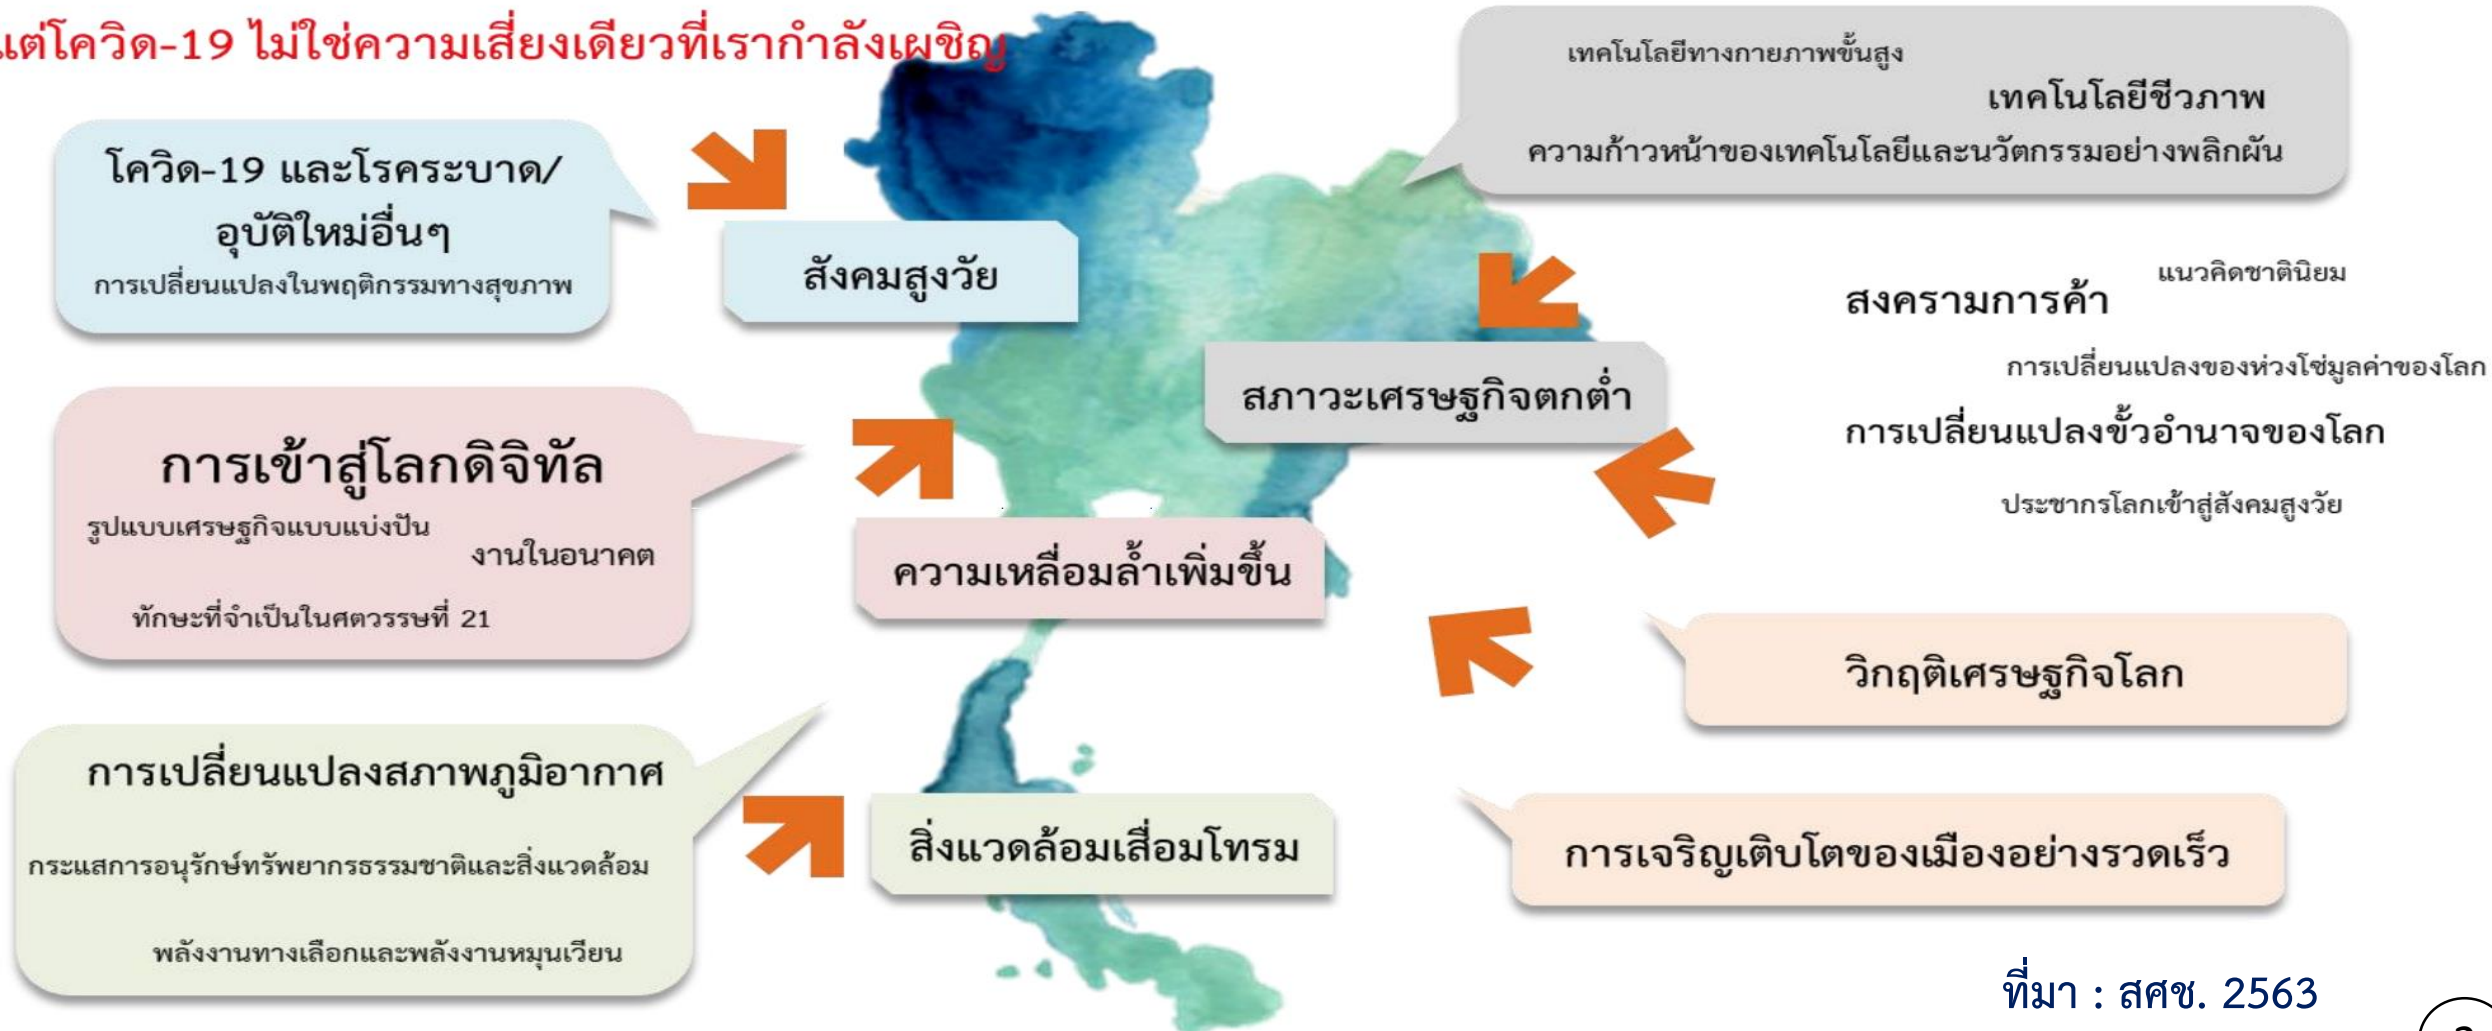 แต่โควิด-19 ไม่ใช่ความเสี่ยงเดียวที่เรากำลังเผชิญ
เทคโนโลยีทางกายภาพขั้นสูง
เทคโนโลยีชีวภาพ
ความก้าวหน้าของเทคโนโลยีและนวัตกรรมอย่างพลิกผัน
โควิด-19 และโรคระบาด/
อุบัติใหม่อื่นๆ
การเปลี่ยนแปลงในพฤติกรรมทางสุขภาพ
สังคมสูงวัย
สภาวะเศรษฐกิจตกต่ำ
แนวคิดชาตินิยม
สงครามการค้า
การเปลี่ยนแปลงของห่วงโซ่มูลค่าของโลก
การเปลี่ยนแปลงขั้วอำนาจของโลก
ประชากรโลกเข้าสู่สังคมสูงวัย
การเข้าสู่โลกดิจิทัล
รูปแบบเศรษฐกิจแบบแบ่งปัน
งานในอนาคต
ทักษะที่จำเป็นในศตวรรษที่ 21
ความเหลื่อมล้ำเพิ่มขึ้น
วิกฤติเศรษฐกิจโลก
การเปลี่ยนแปลงสภาพภูมิอากาศ
กระแสการอนุรักษ์ทรัพยากรธรรมชาติและสิ่งแวดล้อม
พลังงานทางเลือกและพลังงานหมุนเวียน
สิ่งแวดล้อมเสื่อมโทรม
การเจริญเติบโตของเมืองอย่างรวดเร็ว
ที่มา : สศช. 2563